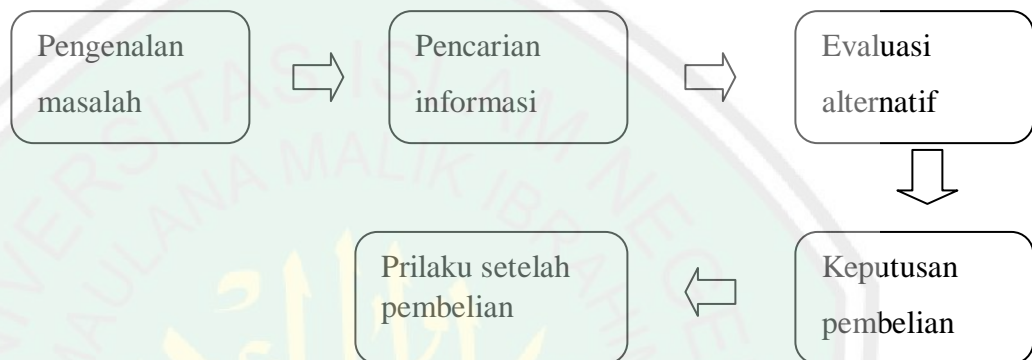 Pengenalan
masalah
Pencarian
informasi
Evaluasi
alternatif
Keputusan
pembelian
Prilaku setelah
pembelian